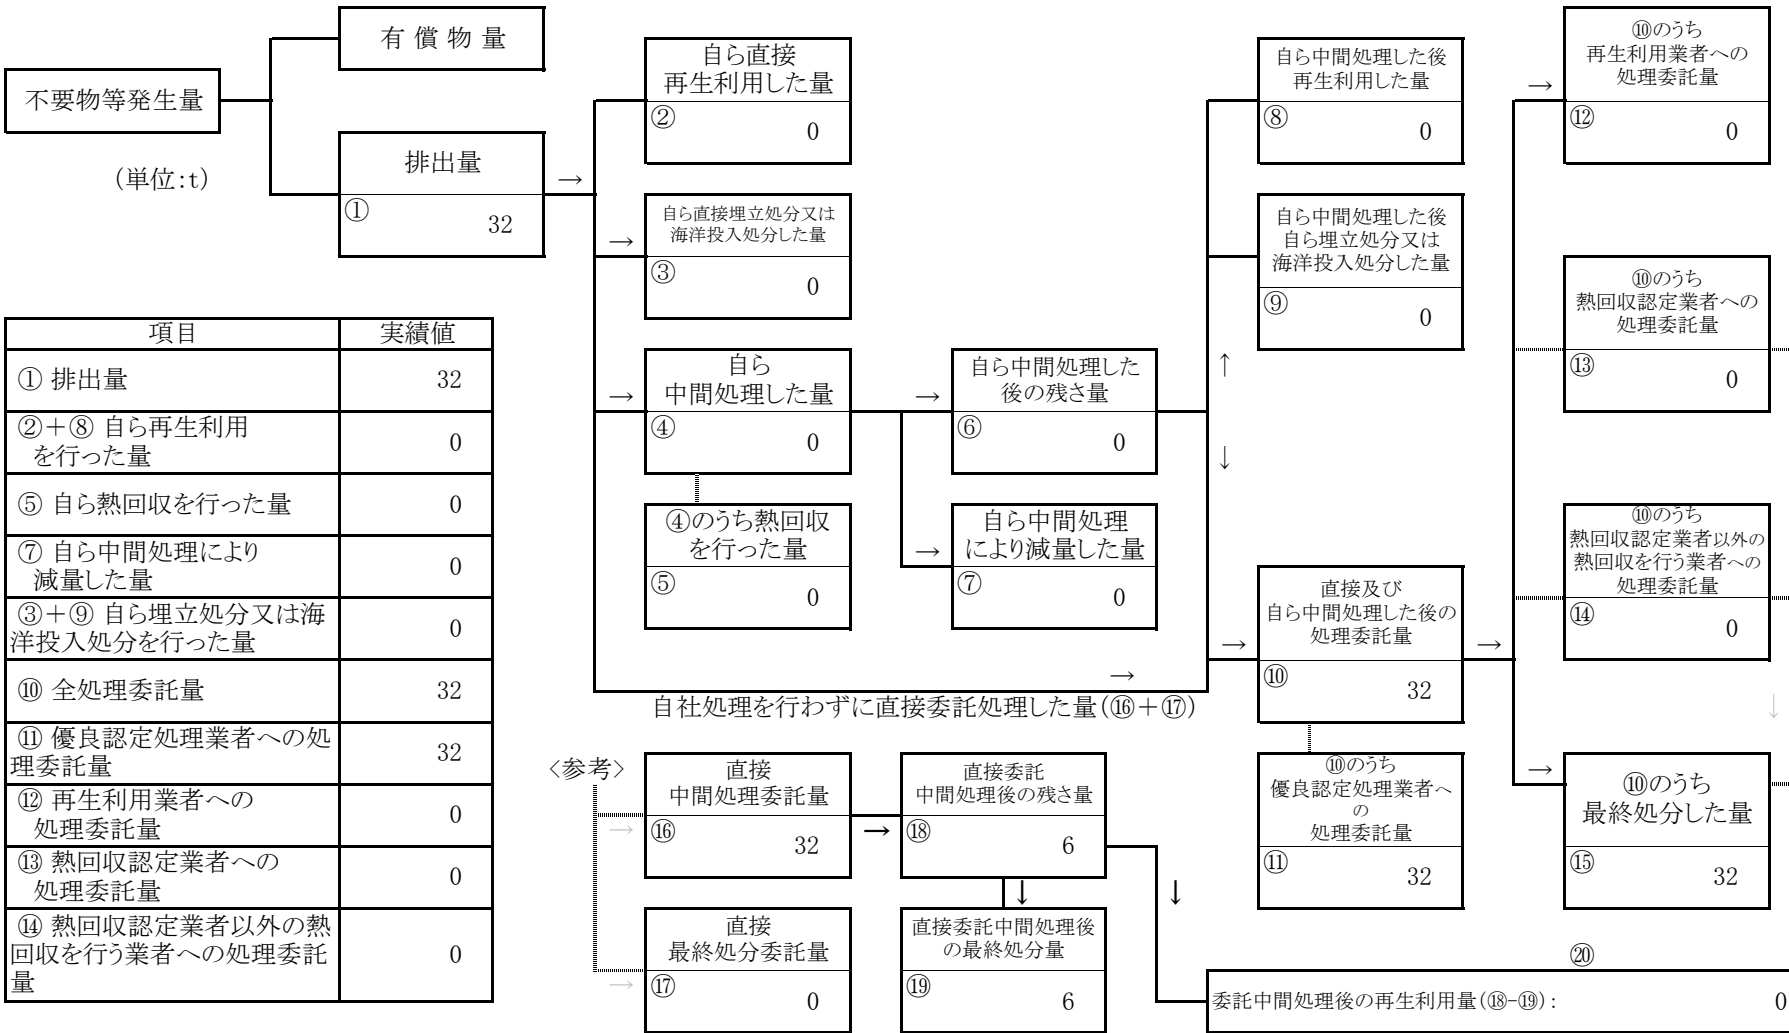 有 償 物 量
不要物等発生量
(単位:t)
排出量
①
32
→
自ら直接
再生利用した量
②
0
→
自ら直接埋立処分又は
海洋投入処分した量
③
0
→
自ら
中間処理した量
④
0
④のうち熱回収
を行った量
⑤
0
→
自ら中間処理した
後の残さ量
⑥
0
→
自ら中間処理
により減量した量
⑦
0
自ら中間処理した後
再生利用した量
⑧
0
自ら中間処理した後
自ら埋立処分又は
海洋投入処分した量
⑨
0
↑
↓
→
直接及び
自ら中間処理した後の
処理委託量
⑩
32
→
⑩のうち
優良認定処理業者へ
の
処理委託量
⑪
32
→
⑩のうち
再生利用業者への
処理委託量
⑫
0
⑩のうち
熱回収認定業者への
処理委託量
⑬
0
⑩のうち
熱回収認定業者以外の
熱回収を行う業者への
処理委託量
⑭
0
↓
→
⑩のうち
最終処分した量
⑮
32
→
自社処理を行わずに直接委託処理した量(⑯+⑰)
〈参考〉
→
直接
中間処理委託量
⑯
32
→
直接委託
中間処理後の残さ量
⑱
6
↓
↓
→
直接
最終処分委託量
⑰
0
直接委託中間処理後
の最終処分量
⑲
6
⑳
委託中間処理後の再生利用量(⑱-⑲): 0
項目 実績値
① 排出量 32
②+⑧ 自ら再生利用
を行った量 0
⑤ 自ら熱回収を行った量 0
⑦ 自ら中間処理により
減量した量 0
③+⑨ 自ら埋立処分又は海
洋投入処分を行った量 0
⑩ 全処理委託量 32
⑪ 優良認定処理業者への処
理委託量 32
⑫ 再生利用業者への
処理委託量 0
⑬ 熱回収認定業者への
処理委託量 0
⑭ 熱回収認定業者以外の熱
回収を行う業者への処理委託
量 0